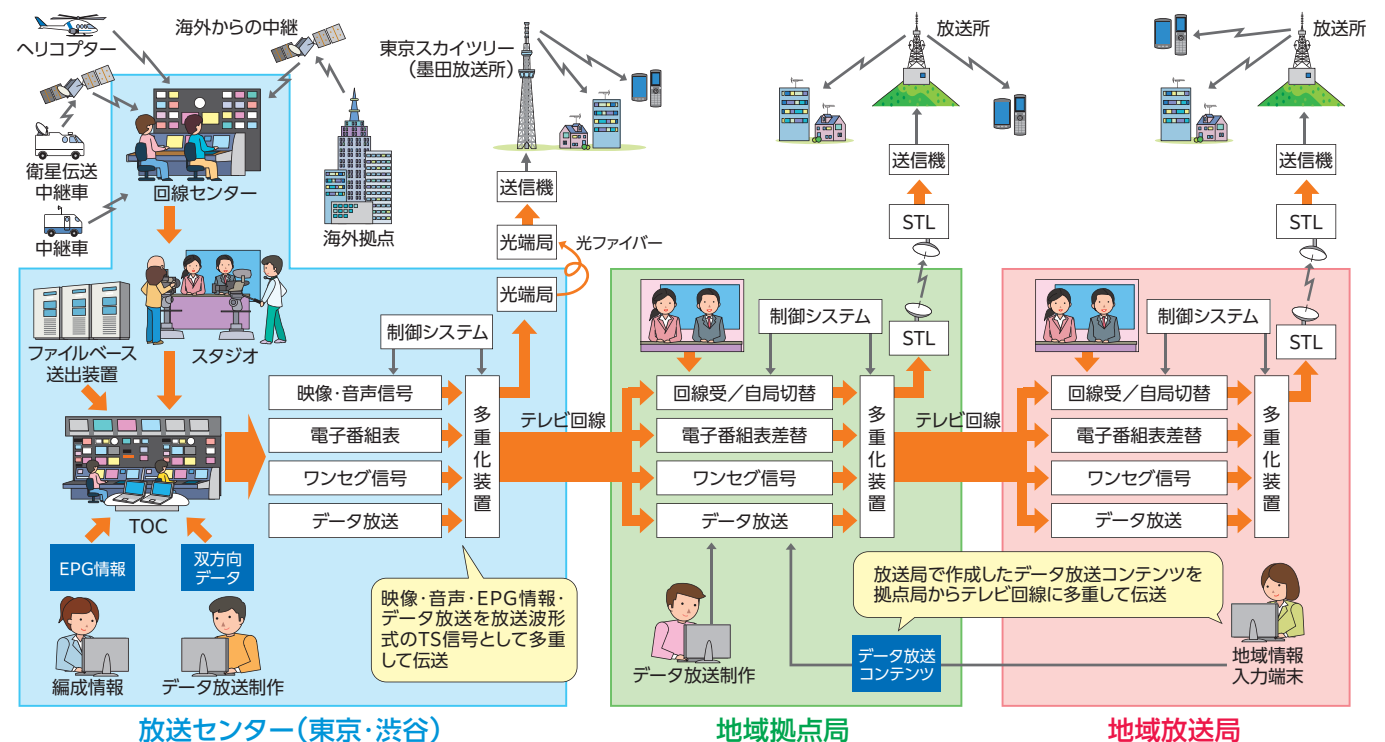 ヘリコプター
海外からの中継
衛星伝送
中継車
中継車
回線センター
海外拠点
東京スカイツリー
(墨田放送所)
送信機
光端局
光ファイバー
光端局
放送所
送信機
STL
STL
放送所
送信機
STL
STL
ファイルベース
送出装置
スタジオ
TOC
EPG情報
双方向
データ
編成情報
データ放送制作
制御システム
映像・音声信号
電子番組表
ワンセグ信号
データ放送
多重化装置
映像・音声・EPG情報・
データ放送を放送波形
式のTS信号として多重
して伝送
テレビ回線
制御システム
回線受/自局切替
電子番組表差替
ワンセグ信号
データ放送
多重化装置
データ放送制作
テレビ回線
制御システム
回線受/自局切替
電子番組表差替
ワンセグ信号
データ放送
多重化装置
放送局で作成したデータ放送コンテンツを
拠点局からテレビ回線に多重して伝送
データ放送
コンテンツ
地域情報
入力端末
放送センター(東京・渋谷)
地域拠点局
地域放送局